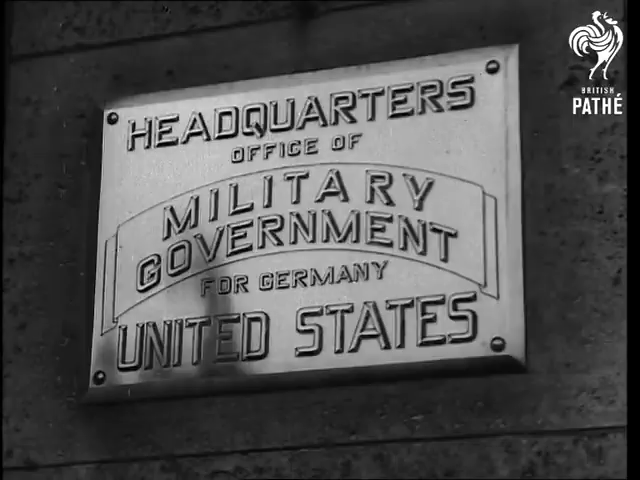 HEADQUARTERS
OFFICE OF
MILITARY
GOVERNMENT
FOR GERMANY
UNITED STATES
BRITISH
PATHÉ